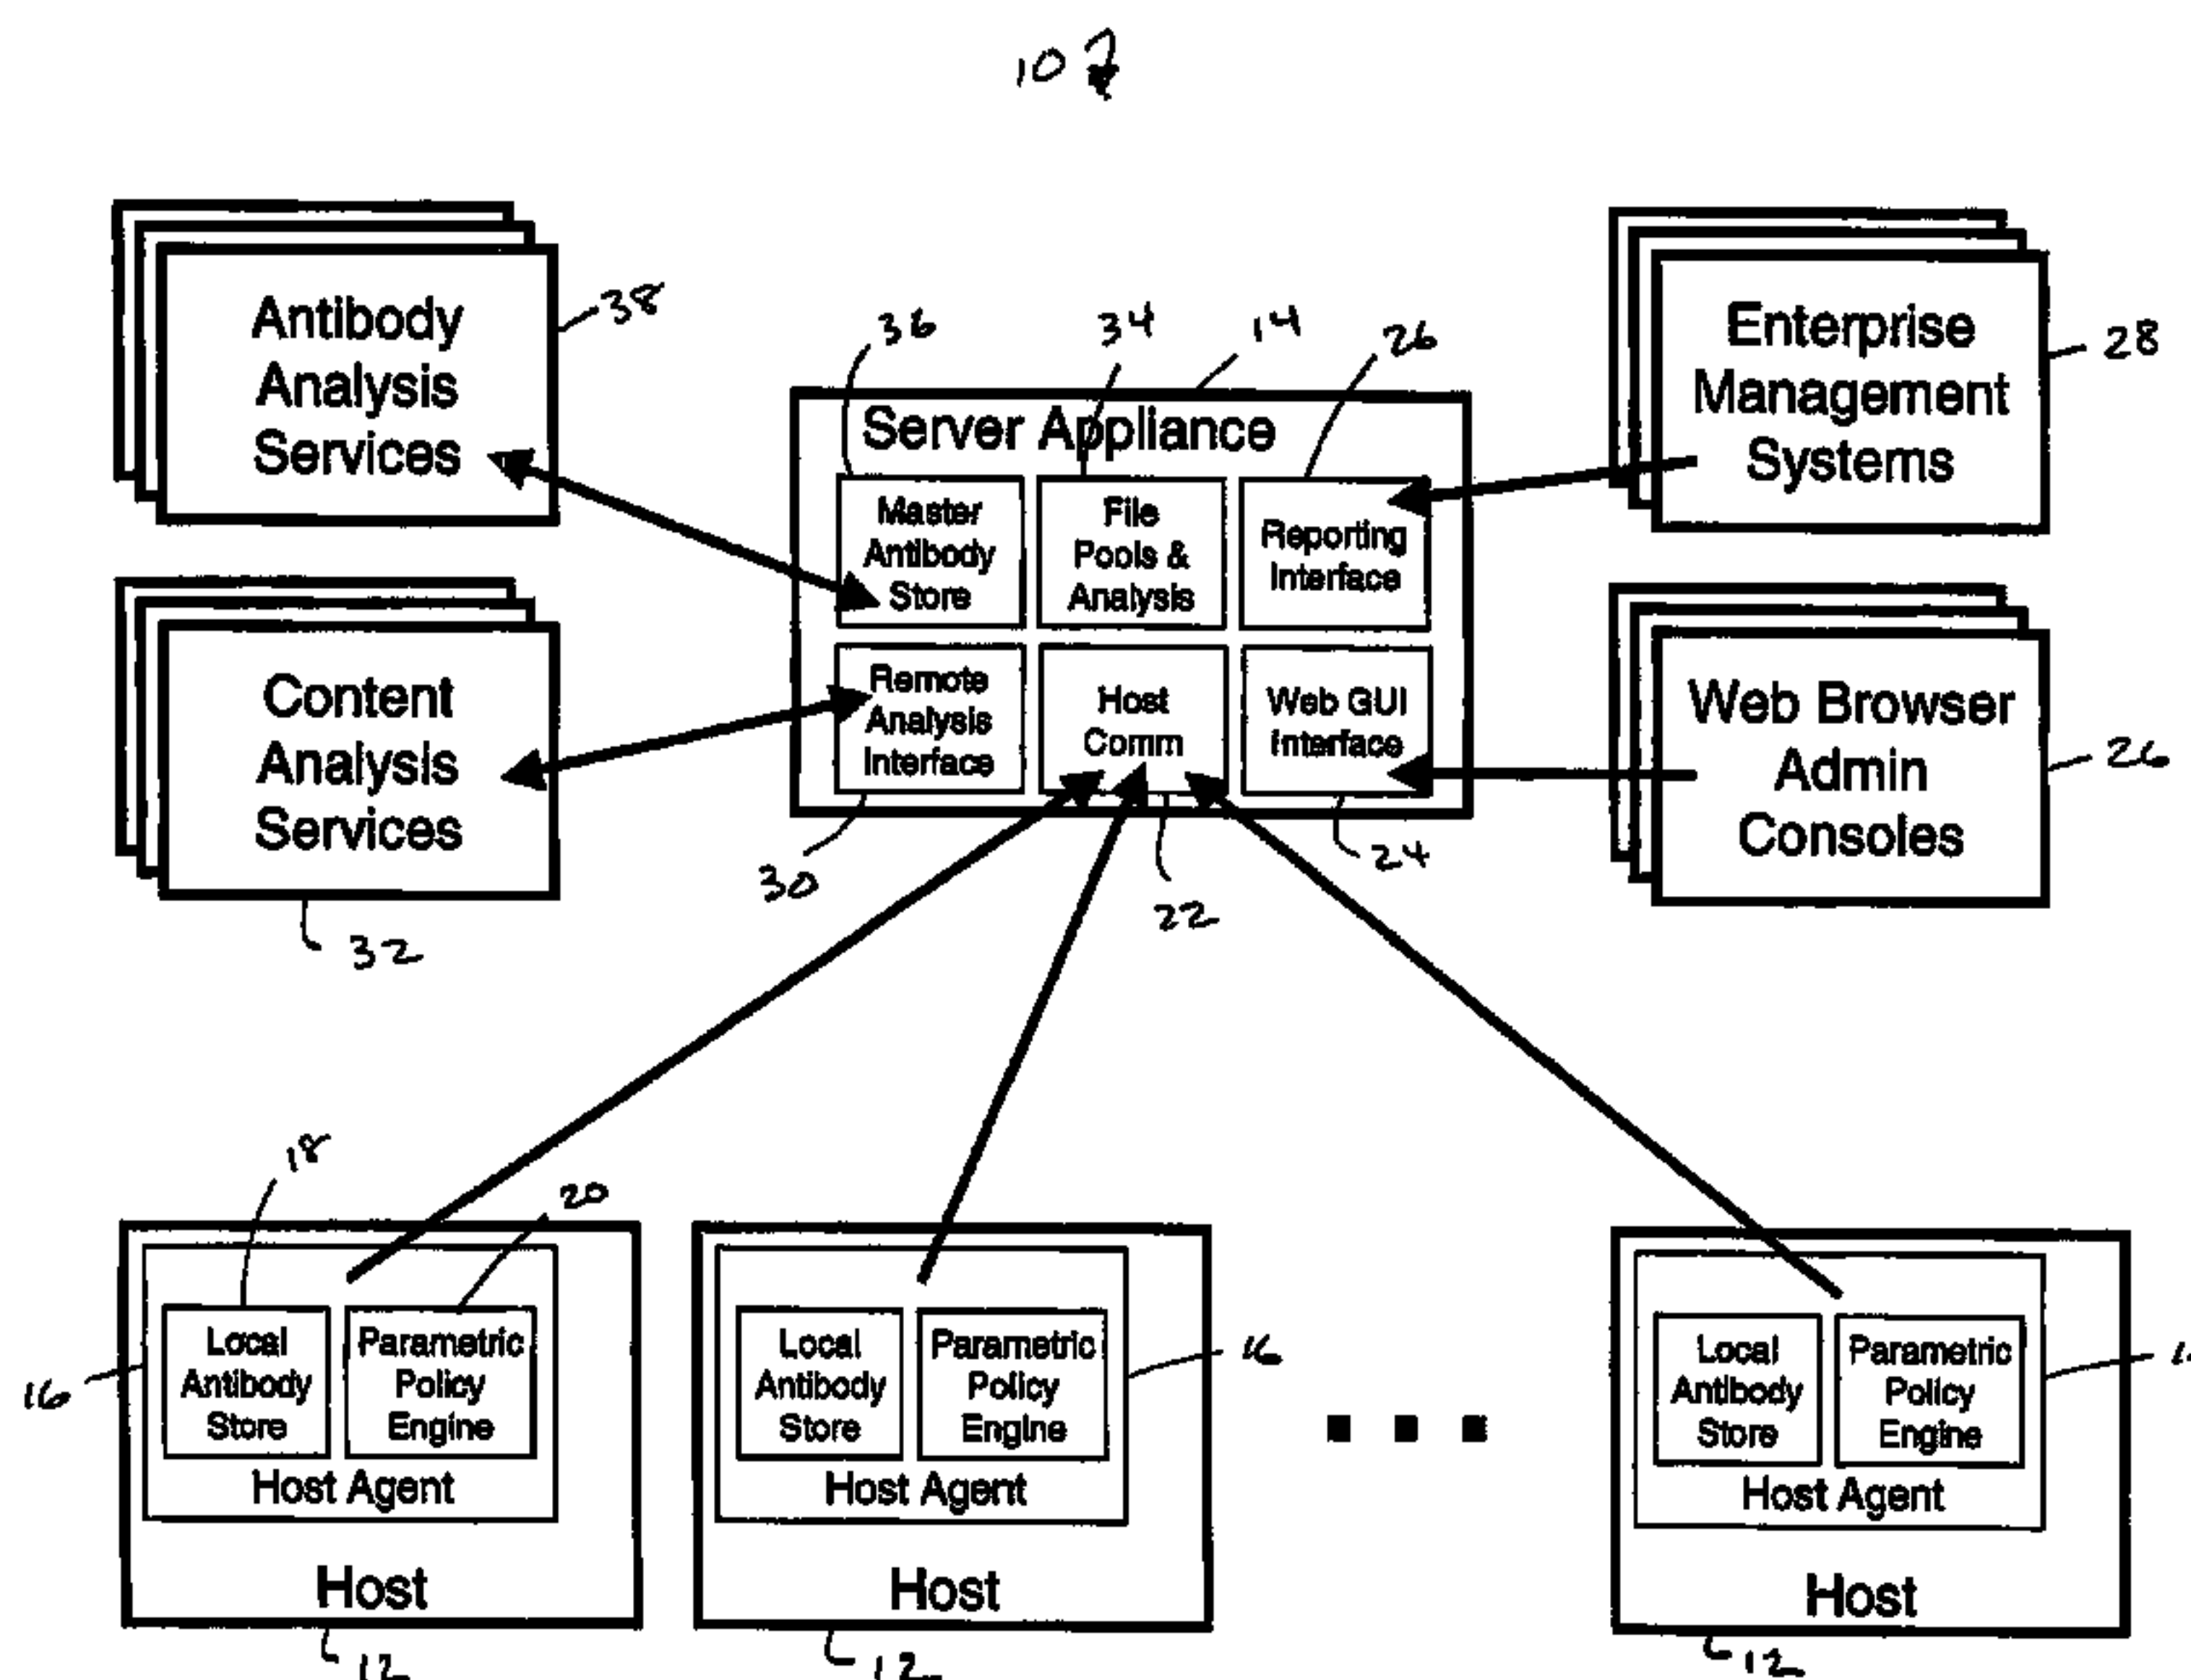 10
Antibody
Analysis
Services
38
Content
Analysis
Services
32
36
34
14
26
Server Appliance
Master
Antibody
Store
File
Pools &
Analysis
Reporting
Interface
Remote
Analysis
Interface
Host
Comm
Web GUI
Interface
30
22
24
Enterprise
Management
Systems
28
Web Browser
Admin
Consoles
26
18
20
16
Local
Antibody
Store
Parametric
Policy
Engine
Host Agent
Host
12
Local
Antibody
Store
Parametric
Policy
Engine
Host Agent
16
Host
12
Local
Antibody
Store
Parametric
Policy
Engine
Host Agent
Host
12